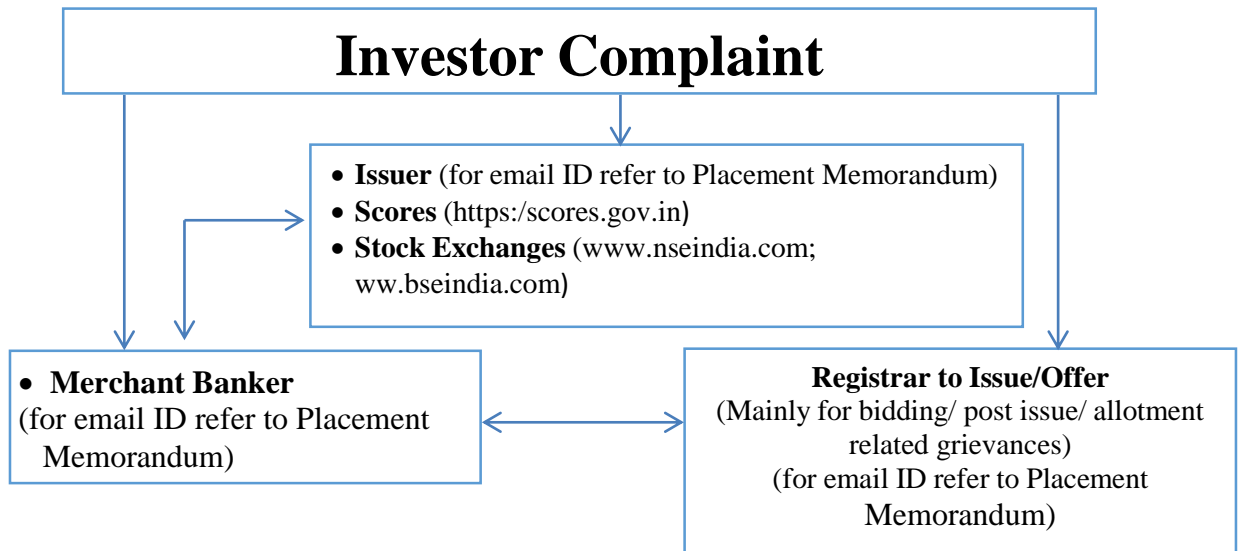 Investor Complaint
• Issuer (for email ID refer to Placement Memorandum)
• Scores (https:/scores.gov.in)
• Stock Exchanges (www.nseindia.com;
ww.bseindia.com)
• Merchant Banker
(for email ID refer to Placement
Memorandum)
Registrar to Issue/Offer
(Mainly for bidding/ post issue/ allotment
related grievances)
(for email ID refer to Placement
Memorandum)